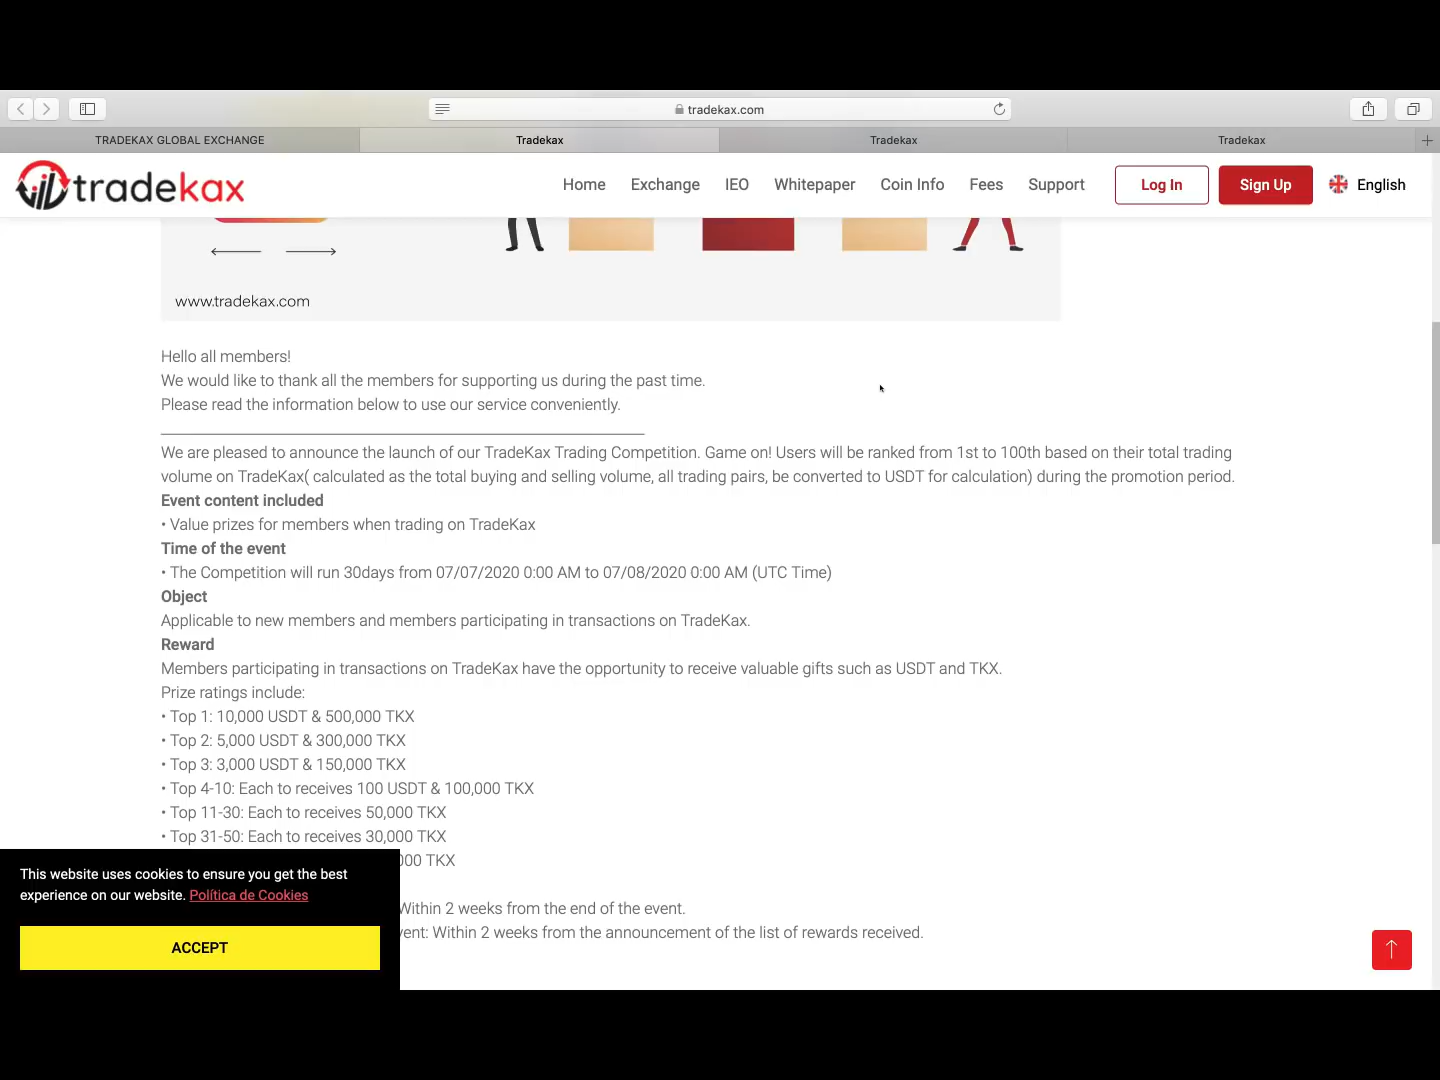 tradekax.com
TRADEKAX GLOBAL EXCHANGE
Tradekax
Tradekax
Tradekax
tradekax
Home
Exchange
IEO
Whitepaper
Coin Info
Fees
Support
Log In
Sign Up
English
www.tradekax.com
Hello all members!
We would like to thank all the members for supporting us during the past time.
Please read the information below to use our service conveniently.
We are pleased to announce the launch of our TradeKax Trading Competition. Game on! Users will be ranked from 1st to 100th based on their total trading
volume on TradeKax( calculated as the total buying and selling volume, all trading pairs, be converted to USDT for calculation) during the promotion period.
Event content included
• Value prizes for members when trading on TradeKax
Time of the event
• The Competition will run 30days from 07/07/2020 0:00 AM to 07/08/2020 0:00 AM (UTC Time)
Object
Applicable to new members and members participating in transactions on TradeKax.
Reward
Members participating in transactions on TradeKax have the opportunity to receive valuable gifts such as USDT and TKX.
Prize ratings include:
• Top 1: 10,000 USDT & 500,000 TKX
• Top 2: 5,000 USDT & 300,000 TKX
• Top 3: 3,000 USDT & 150,000 TKX
• Top 4-10: Each to receives 100 USDT & 100,000 TKX
• Top 11-30: Each to receives 50,000 TKX
• Top 31-50: Each to receives 30,000 TKX
TKX
Within 2 weeks from the end of the event.
Within 2 weeks from the announcement of the list of rewards received.
This website uses cookies to ensure you get the best
experience on our website. Política de Cookies
ACCEPT